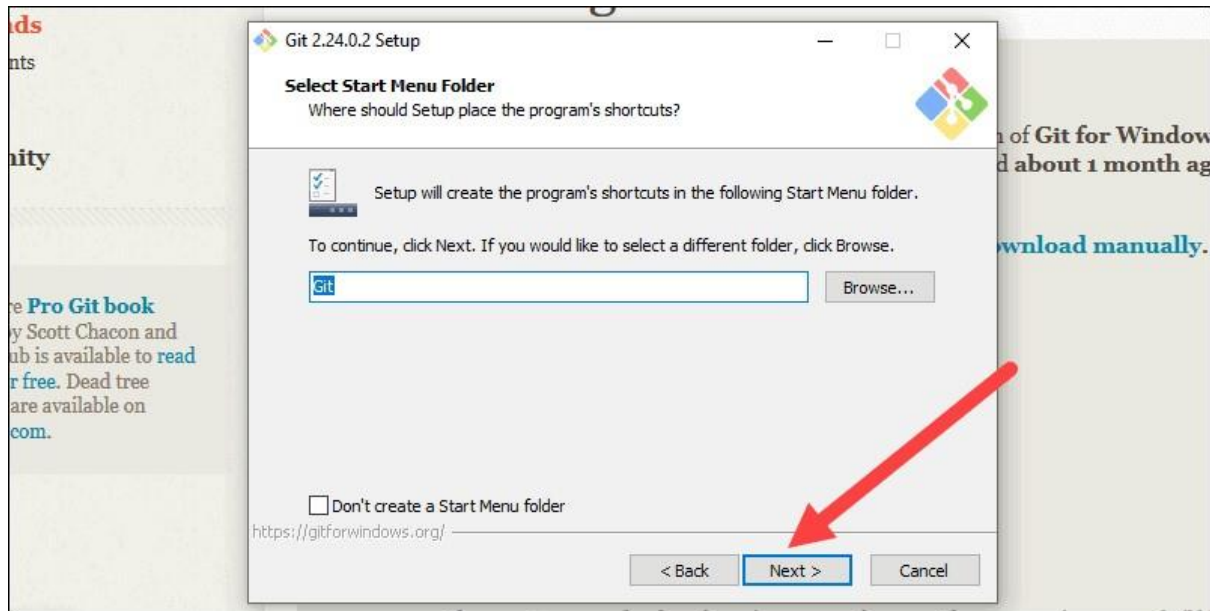 ds
nts
nity
re Pro Git book
by Scott Chacon and
ub is available to read
r free. Dead tree
are available on
com.
Git 2.24.0.2 Setup
Select Start Menu Folder
Where should Setup place the program's shortcuts?
Setup will create the program's shortcuts in the following Start Menu folder.
To continue, click Next. If you would like to select a different folder, click Browse.
Git
Browse...
Don't create a Start Menu folder
https://gitforwindows.org/
< Back Next > Cancel
n of Git for Window
d about 1 month ag
wnload manually.